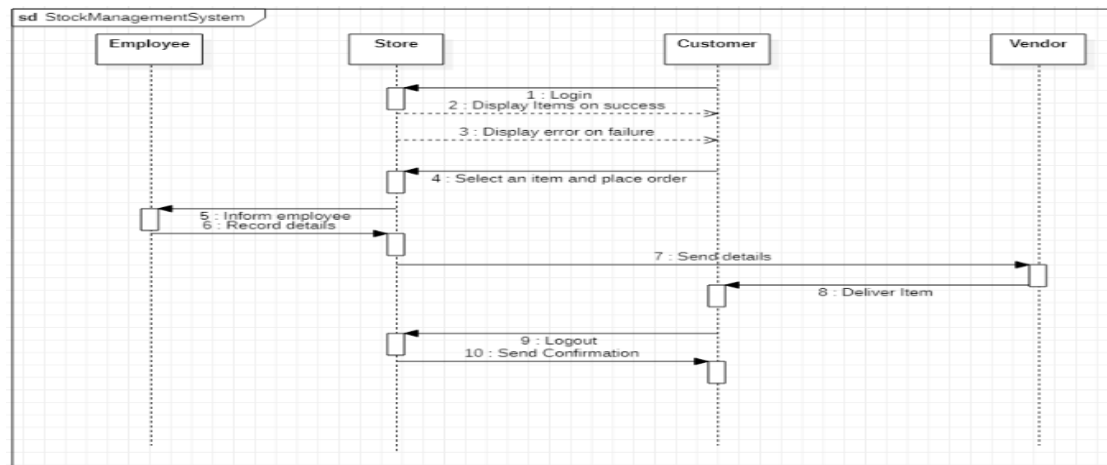 sd StockManagementSystem
Employee
Store
Customer
Vendor
1 : Login
2 : Display Items on success
3 : Display error on failure
4 : Select an item and place order
5 : Inform employee
6 : Record details
7 : Send details
8 : Deliver Item
9 : Logout
10 : Send Confirmation